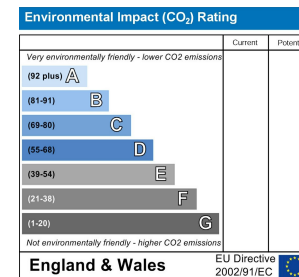 Environmental Impact (CO₂) Rating
Current Potent
Very environmentally friendly - lower CO2 emissions
(92 plus) A
(81-91) B
(69-80) C
(55-68) D
(39-54) E
(21-38) F
(1-20) G
Not environmentally friendly - higher CO2 emissions
England & Wales
EU Directive
2002/91/EC